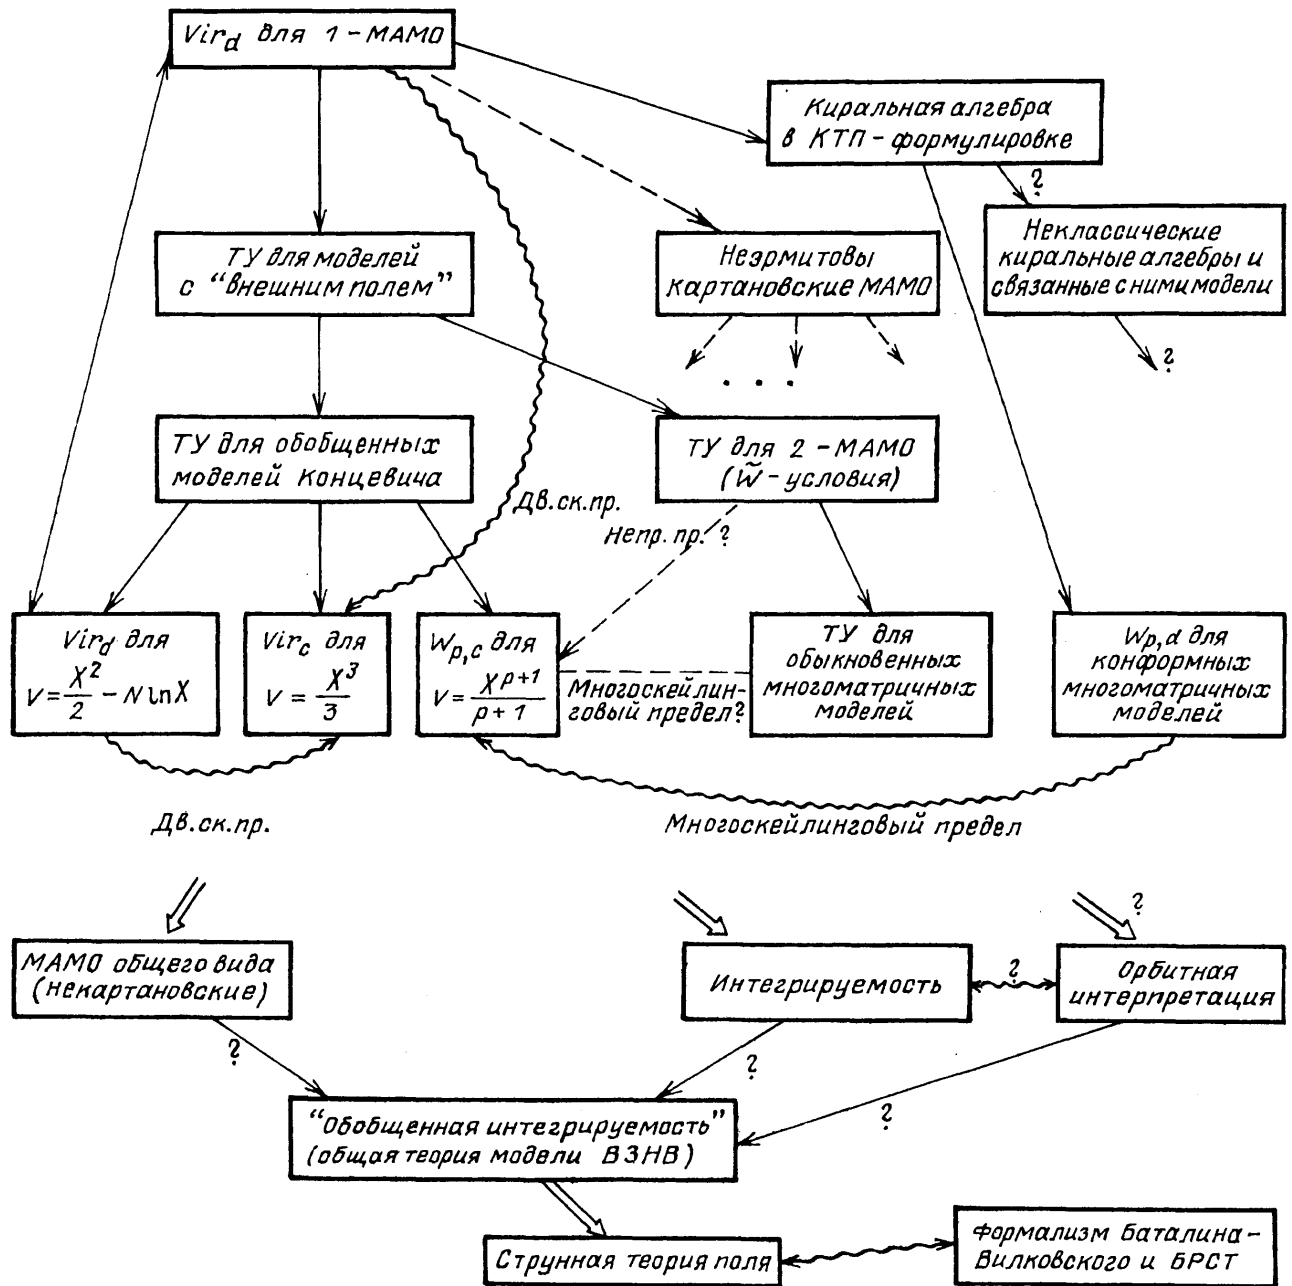 Vir_d для 1-МАМО
Киральная алгебра
в КТП-формулировке
?
ТУ для моделей
с “внешним полем”
Неэрмитовы
картановские МАМО
Неклассические
киральные алгебры и
связанные с ними модели
?
. . .
ТУ для обобщенных
моделей Концевича
ТУ для 2-МАМО
(W̃-условия)
Дв.ск.пр.
Непр.пр. ?
Vir_d для
V = X^2/2 - N ln X
Vir_c для
V = X^3/3
W_{p,c} для
V = X^{p+1}/(p+1)
Многоскейлин-
говый предел?
ТУ для
обыкновенных
многоматричных
моделей
W_{p,d} для
конформных
многоматричных
моделей
Дв.ск.пр.
Многоскейлинговый предел
?
МАМО общего вида
(некартановские)
Интегрируемость
?
Орбитная
интерпретация
?
?
?
“Обобщенная интегрируемость”
(общая теория модели ВЗНВ)
Струнная теория поля
Формализм Баталина-
Вилковского и БРСТ